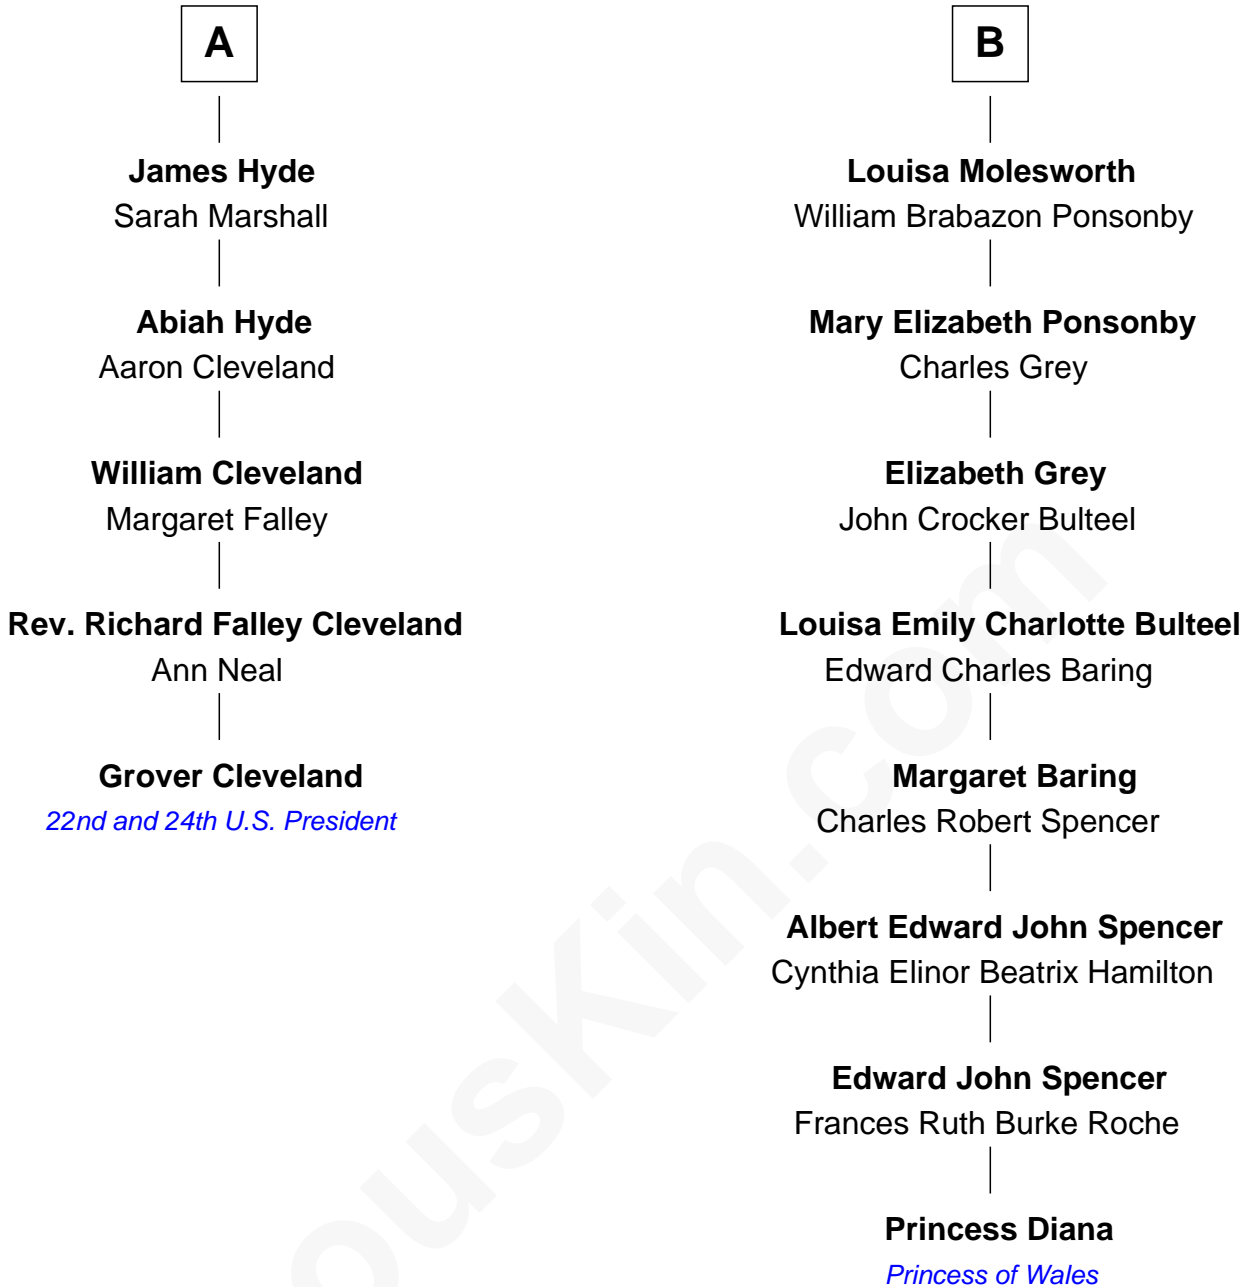 A
James Hyde
Sarah Marshall
Abiah Hyde
Aaron Cleveland
William Cleveland
Margaret Falley
Rev. Richard Falley Cleveland
Ann Neal
Grover Cleveland
22nd and 24th U.S. President
B
Louisa Molesworth
William Brabazon Ponsonby
Mary Elizabeth Ponsonby
Charles Grey
Elizabeth Grey
John Crocker Bulteel
Louisa Emily Charlotte Bulteel
Edward Charles Baring
Margaret Baring
Charles Robert Spencer
Albert Edward John Spencer
Cynthia Elinor Beatrix Hamilton
Edward John Spencer
Frances Ruth Burke Roche
Princess Diana
Princess of Wales
ousKin.com